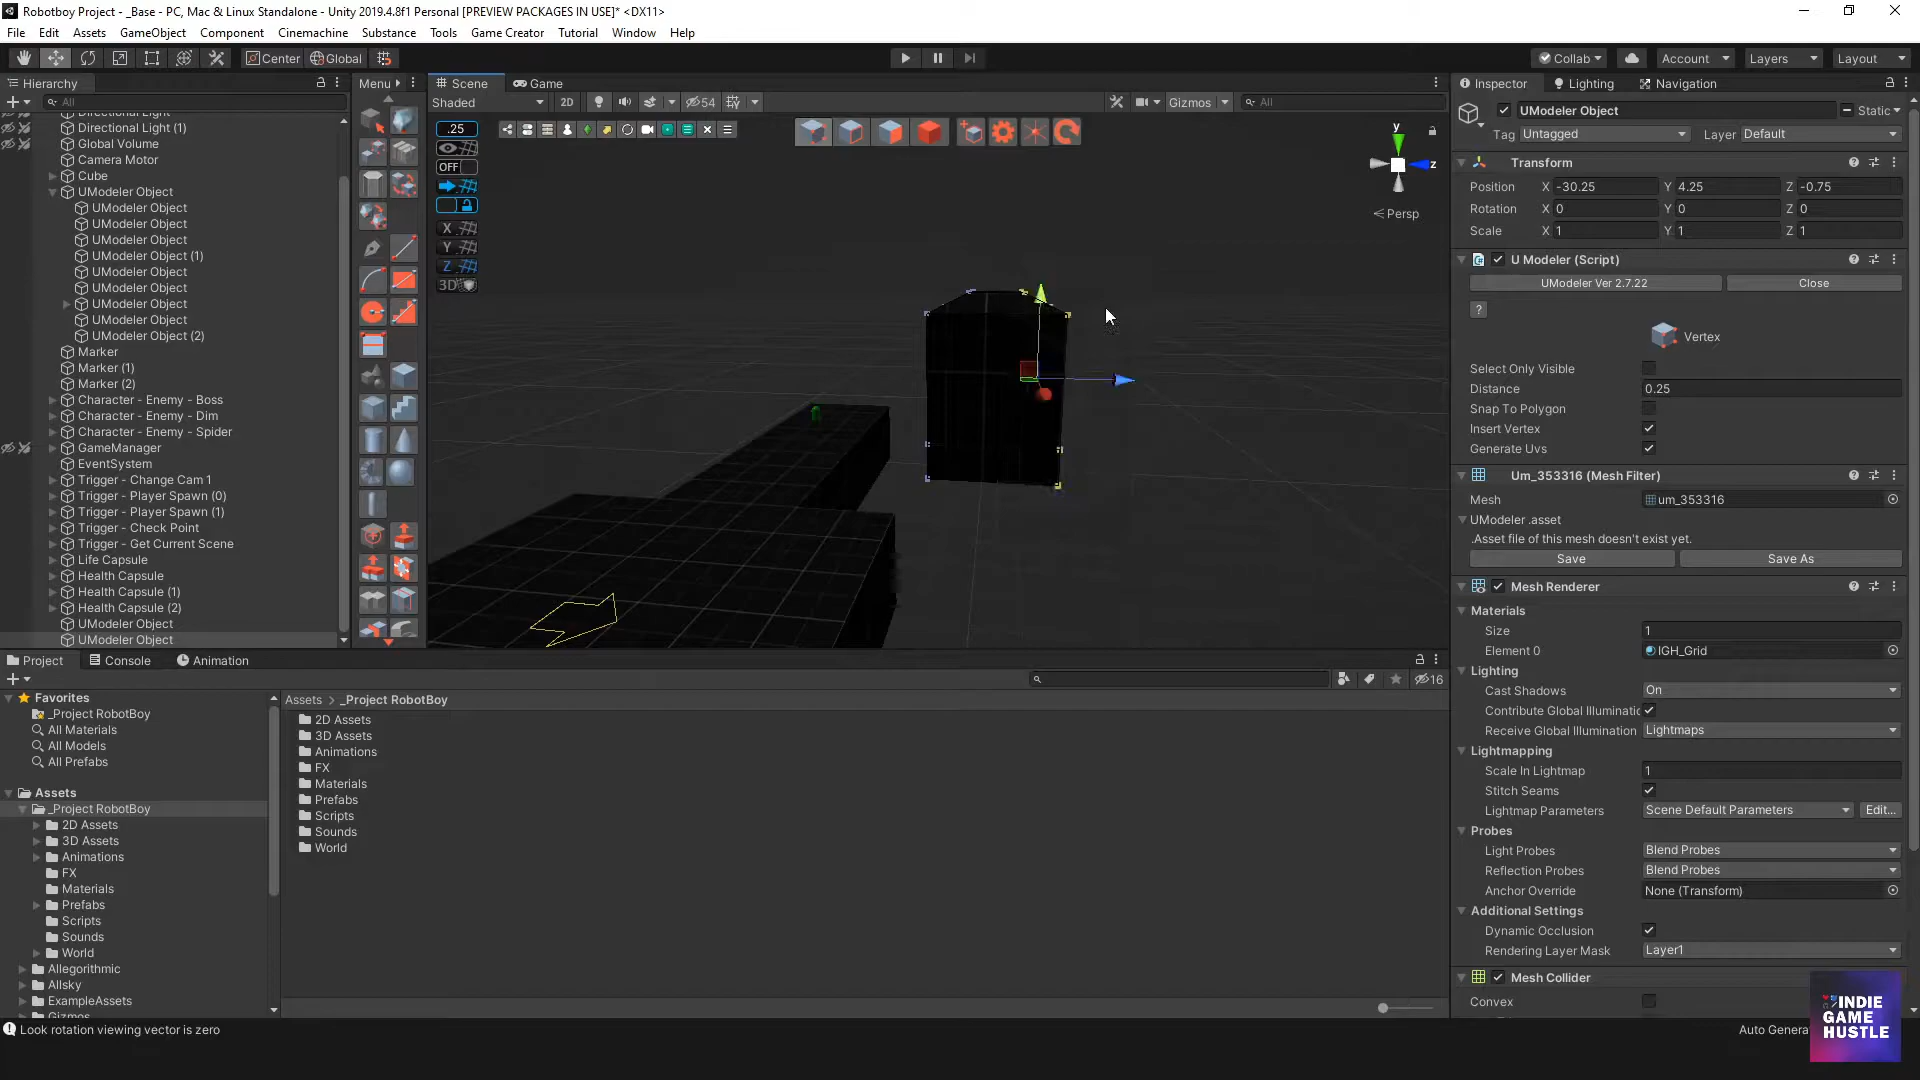 Robotboy Project - _Base - PC, Mac & Linux Standalone - Unity 2019.4.8f1 Personal [PREVIEW PACKAGES IN USE]* <DX11>
File Edit Assets GameObject Component Cinemachine Substance Tools Game Creator Tutorial Window Help
Center Global Collab Account Layers Layout
Hierarchy Menu Scene Game Inspector Lighting Navigation
All Shaded 2D 54 Gizmos All
Directional Light
Directional Light (1)
Global Volume
Camera Motor
Cube
UModeler Object
UModeler Object
UModeler Object
UModeler Object
UModeler Object (1)
UModeler Object
UModeler Object
UModeler Object
UModeler Object
UModeler Object (2)
Marker
Marker (1)
Marker (2)
Character - Enemy - Boss
Character - Enemy - Dim
Character - Enemy - Spider
GameManager
EventSystem
Trigger - Change Cam 1
Trigger - Player Spawn (0)
Trigger - Player Spawn (1)
Trigger - Check Point
Trigger - Get Current Scene
Life Capsule
Health Capsule
Health Capsule (1)
Health Capsule (2)
UModeler Object
UModeler Object
.25
OFF
X
Y
Z
3D
y
z
< Persp
UModeler Object Static
Tag Untagged Layer Default
Transform
Position X -30.25 Y 4.25 Z -0.75
Rotation X 0 Y 0 Z 0
Scale X 1 Y 1 Z 1
U Modeler (Script)
UModeler Ver 2.7.22 Close
?
Vertex
Select Only Visible
Distance 0.25
Snap To Polygon
Insert Vertex
Generate Uvs
Um_353316 (Mesh Filter)
Mesh um_353316
UModeler .asset
.Asset file of this mesh doesn't exist yet.
Save Save As
Mesh Renderer
Materials
Size 1
Element 0 IGH_Grid
Lighting
Cast Shadows On
Contribute Global Illuminatic
Receive Global Illumination Lightmaps
Lightmapping
Scale In Lightmap 1
Stitch Seams
Lightmap Parameters Scene Default Parameters Edit...
Probes
Light Probes Blend Probes
Reflection Probes Blend Probes
Anchor Override None (Transform)
Additional Settings
Dynamic Occlusion
Rendering Layer Mask Layer1
Mesh Collider
Convex
Project Console Animation
16
Favorites
_Project RobotBoy
All Materials
All Models
All Prefabs
Assets
_Project RobotBoy
2D Assets
3D Assets
Animations
FX
Materials
Prefabs
Scripts
Sounds
World
Allegorithmic
Allsky
ExampleAssets
Gizmos
Assets > _Project RobotBoy
2D Assets
3D Assets
Animations
FX
Materials
Prefabs
Scripts
Sounds
World
Look rotation viewing vector is zero
Auto Genera
INDIE
GAME
HUSTLE